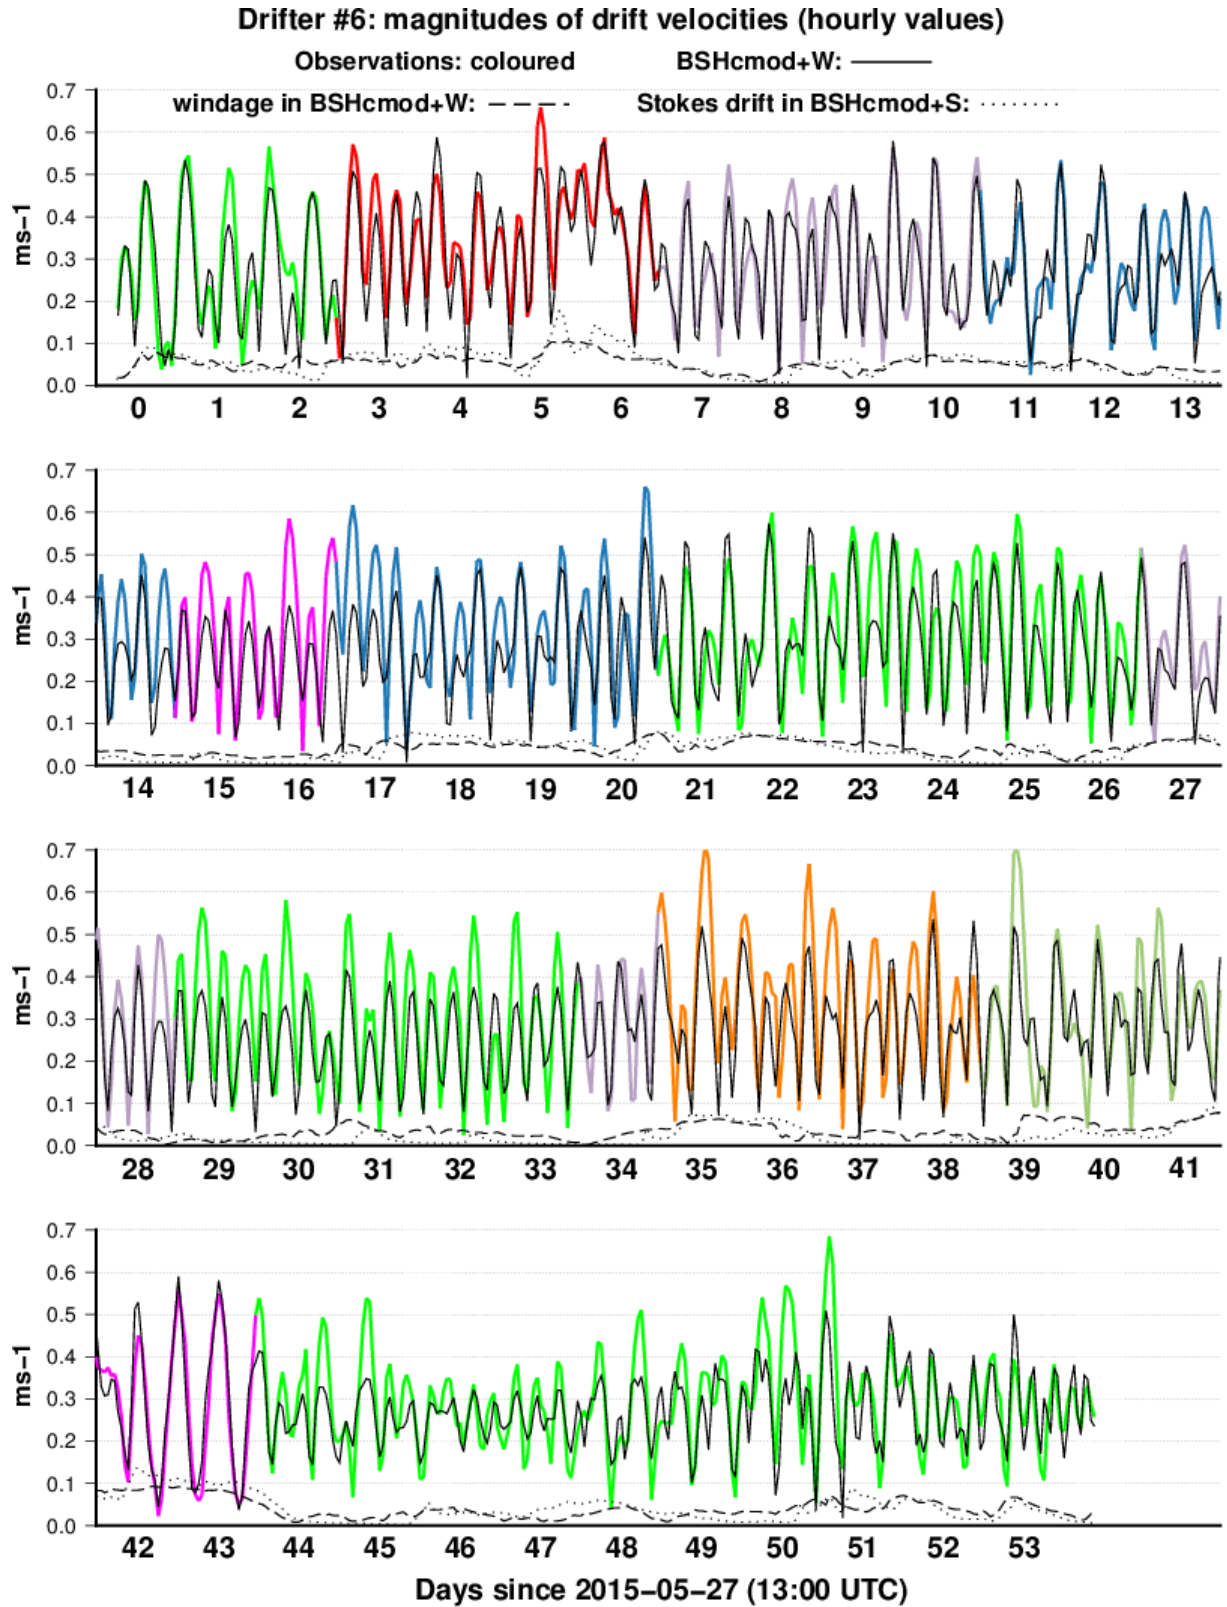 Drifter #6: magnitudes of drift velocities (hourly values)
Observations: coloured BSHcmod+W:
windage in BSHcmod+W: Stokes drift in BSHcmod+S:
0.7
0.6
0.5
0.4
0.3
0.2
0.1
0.0
ms−1
0 1 2 3 4 5 6 7 8 9 10 11 12 13
0.7
0.6
0.5
0.4
0.3
0.2
0.1
0.0
ms−1
14 15 16 17 18 19 20 21 22 23 24 25 26 27
0.7
0.6
0.5
0.4
0.3
0.2
0.1
0.0
ms−1
28 29 30 31 32 33 34 35 36 37 38 39 40 41
0.7
0.6
0.5
0.4
0.3
0.2
0.1
0.0
ms−1
42 43 44 45 46 47 48 49 50 51 52 53
Days since 2015−05−27 (13:00 UTC)